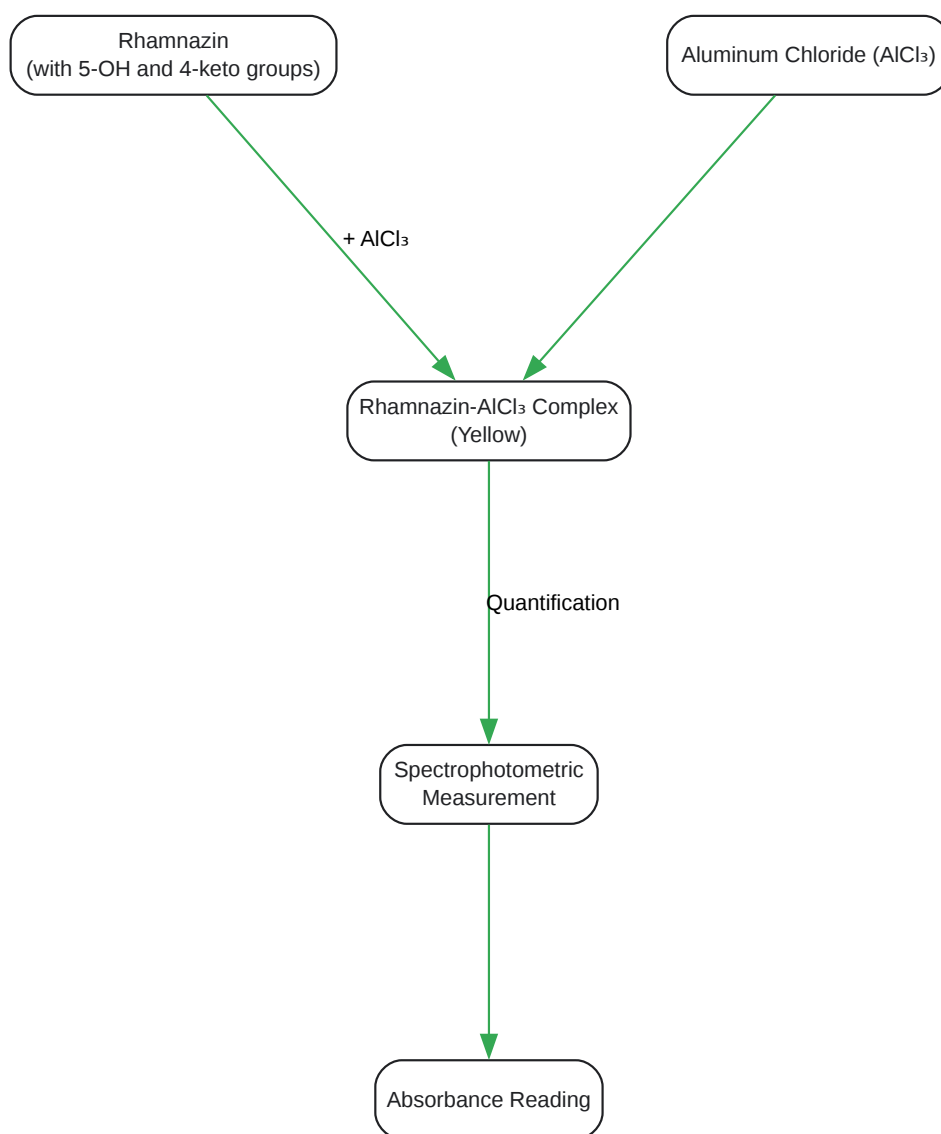 Rhamnazin
(with 5-OH and 4-keto groups)
Aluminum Chloride (AlCl₃)
+ AlCl₃
Rhamnazin-AlCl₃ Complex
(Yellow)
Quantification
Spectrophotometric
Measurement
Absorbance Reading